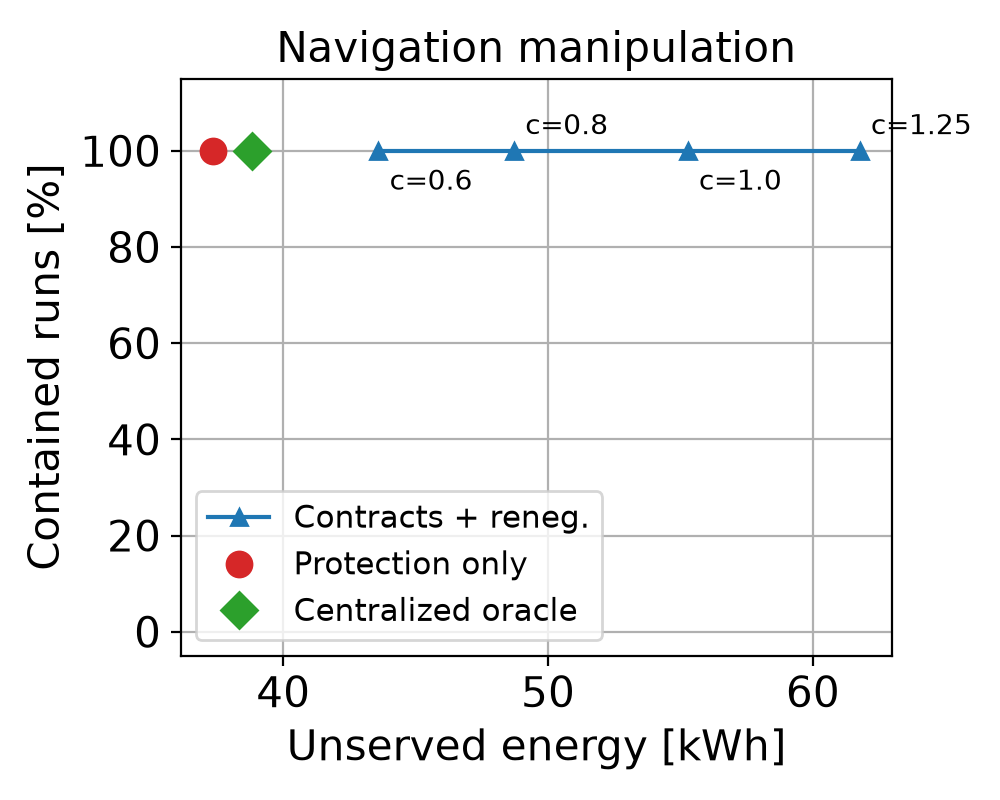 Navigation manipulation
Contained runs [%]
100
80
60
40
20
0
c=0.6
c=0.8
c=1.0
c=1.25
Contracts + reneg.
Protection only
Centralized oracle
40
50
60
Unserved energy [kWh]